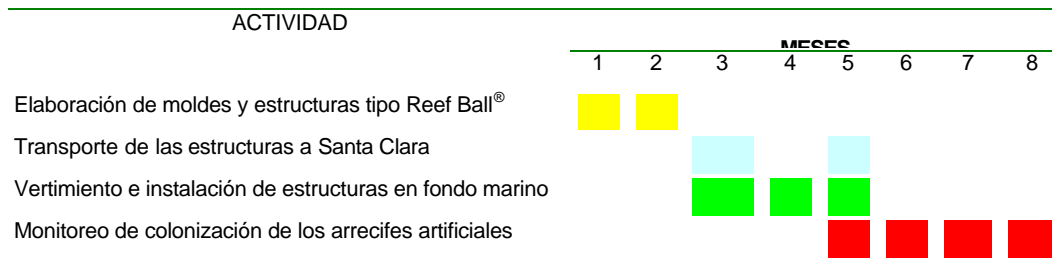 ACTIVIDAD
MESES
1 2 3 4 5 6 7 8
Elaboración de moldes y estructuras tipo Reef Ball®
Transporte de las estructuras a Santa Clara
Vertimiento e instalación de estructuras en fondo marino
Monitoreo de colonización de los arrecifes artificiales